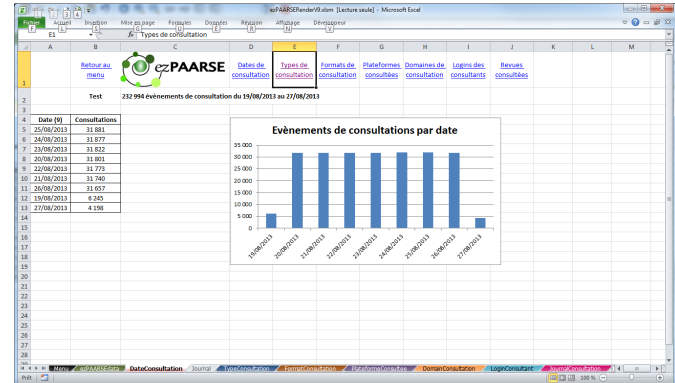 ezPAARSERenderV9.xlsm [Lecture seule] - Microsoft Excel
Fichier Accueil Insertion Mise en page Formules Données Révision Affichage Développeur
E1 fx Types de consultation
A B C D E F G H I J K L M
Retour au menu
ezPAARSE
Dates de consultation
Types de consultation
Formats de consultation
Plateformes consultées
Domaines de consultation
Logins des consultants
Revues consultées
Test 232 994 évènements de consultation du 19/08/2013 au 27/08/2013
Date (9) Consultations
25/08/2013 31 881
24/08/2013 31 877
23/08/2013 31 822
20/08/2013 31 801
22/08/2013 31 773
21/08/2013 31 740
26/08/2013 31 657
19/08/2013 6 245
27/08/2013 4 198
Evènements de consultations par date
35 000
30 000
25 000
20 000
15 000
10 000
5 000
0
19/08/2013 20/08/2013 21/08/2013 22/08/2013 23/08/2013 24/08/2013 25/08/2013 26/08/2013 27/08/2013
Menu DateConsultation Journal TypeConsultation FormatConsultation PlateformeConsultee DomainConsultation LoginConsultant JournalConsultation
Prêt 100 %